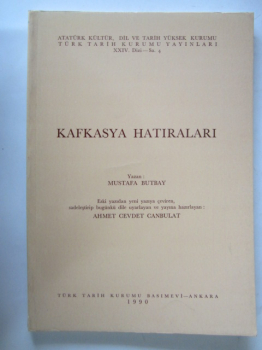 ATATÜRK KÜLTÜR, DİL VE TARİH YÜKSEK KURUMU
TÜRK TARİH KURUMU YAYINLARI
XXIV. Dizi—Sa. 5
KAFKASYA HATIRALARI
Yazan :
MUSTAFA BUTBAY
Eski yazıdan yeni yazıya çeviren,
sadeleştirip bugünkü dile uyarlayan ve yayına hazırlayan :
AHMET CEVDET CANBULAT
TÜRK TARİH KURUMU BASIMEVİ—ANKARA
1990